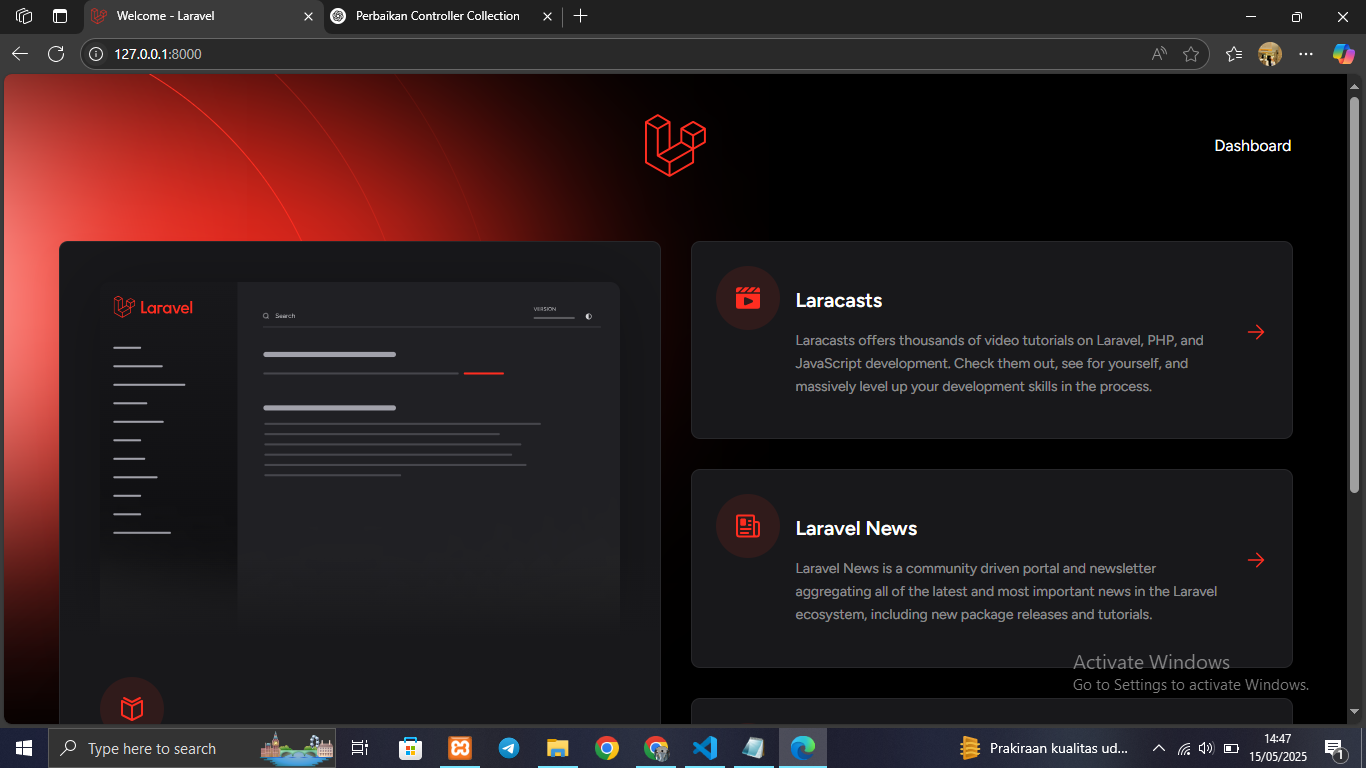 Welcome - Laravel
Perbaikan Controller Collection
127.0.0.1:8000
Dashboard
Laravel
Search
VERSION
Laracasts
Laracasts offers thousands of video tutorials on Laravel, PHP, and
JavaScript development. Check them out, see for yourself, and
massively level up your development skills in the process.
Laravel News
Laravel News is a community driven portal and newsletter
aggregating all of the latest and most important news in the Laravel
ecosystem, including new package releases and tutorials.
Activate Windows
Go to Settings to activate Windows.
Type here to search
Prakiraan kualitas ud...
14:47
15/05/2025
1